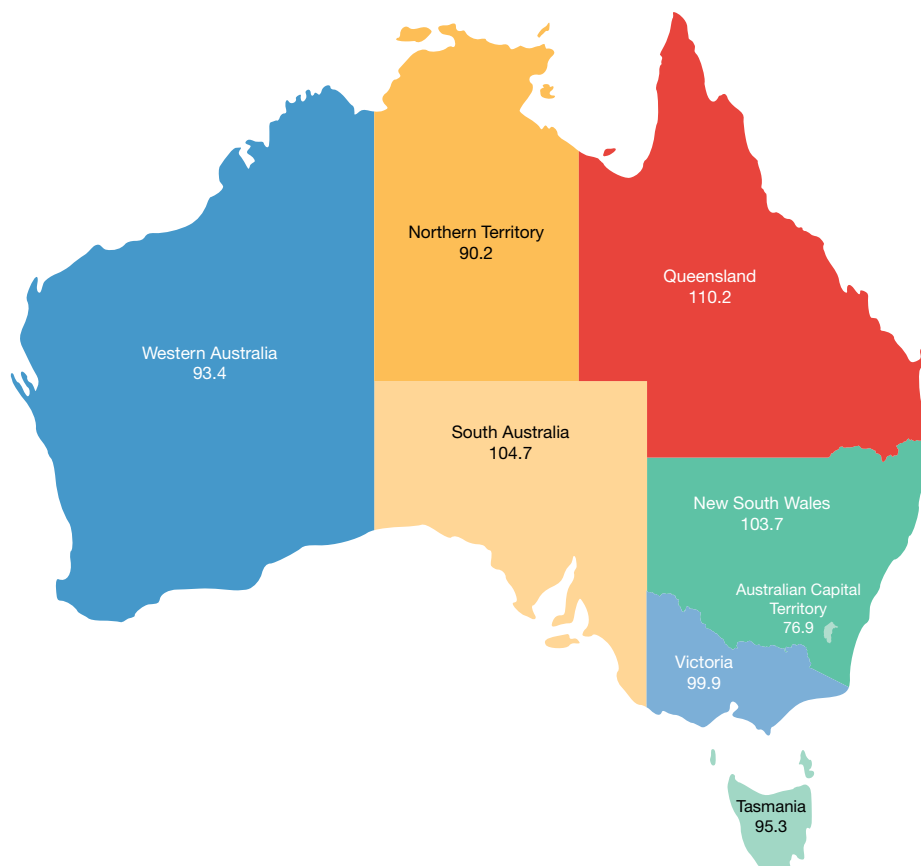 Northern Territory
90.2
Queensland
110.2
Western Australia
93.4
South Australia
104.7
New South Wales
103.7
Australian Capital
Territory
76.9
Victoria
99.9
Tasmania
95.3